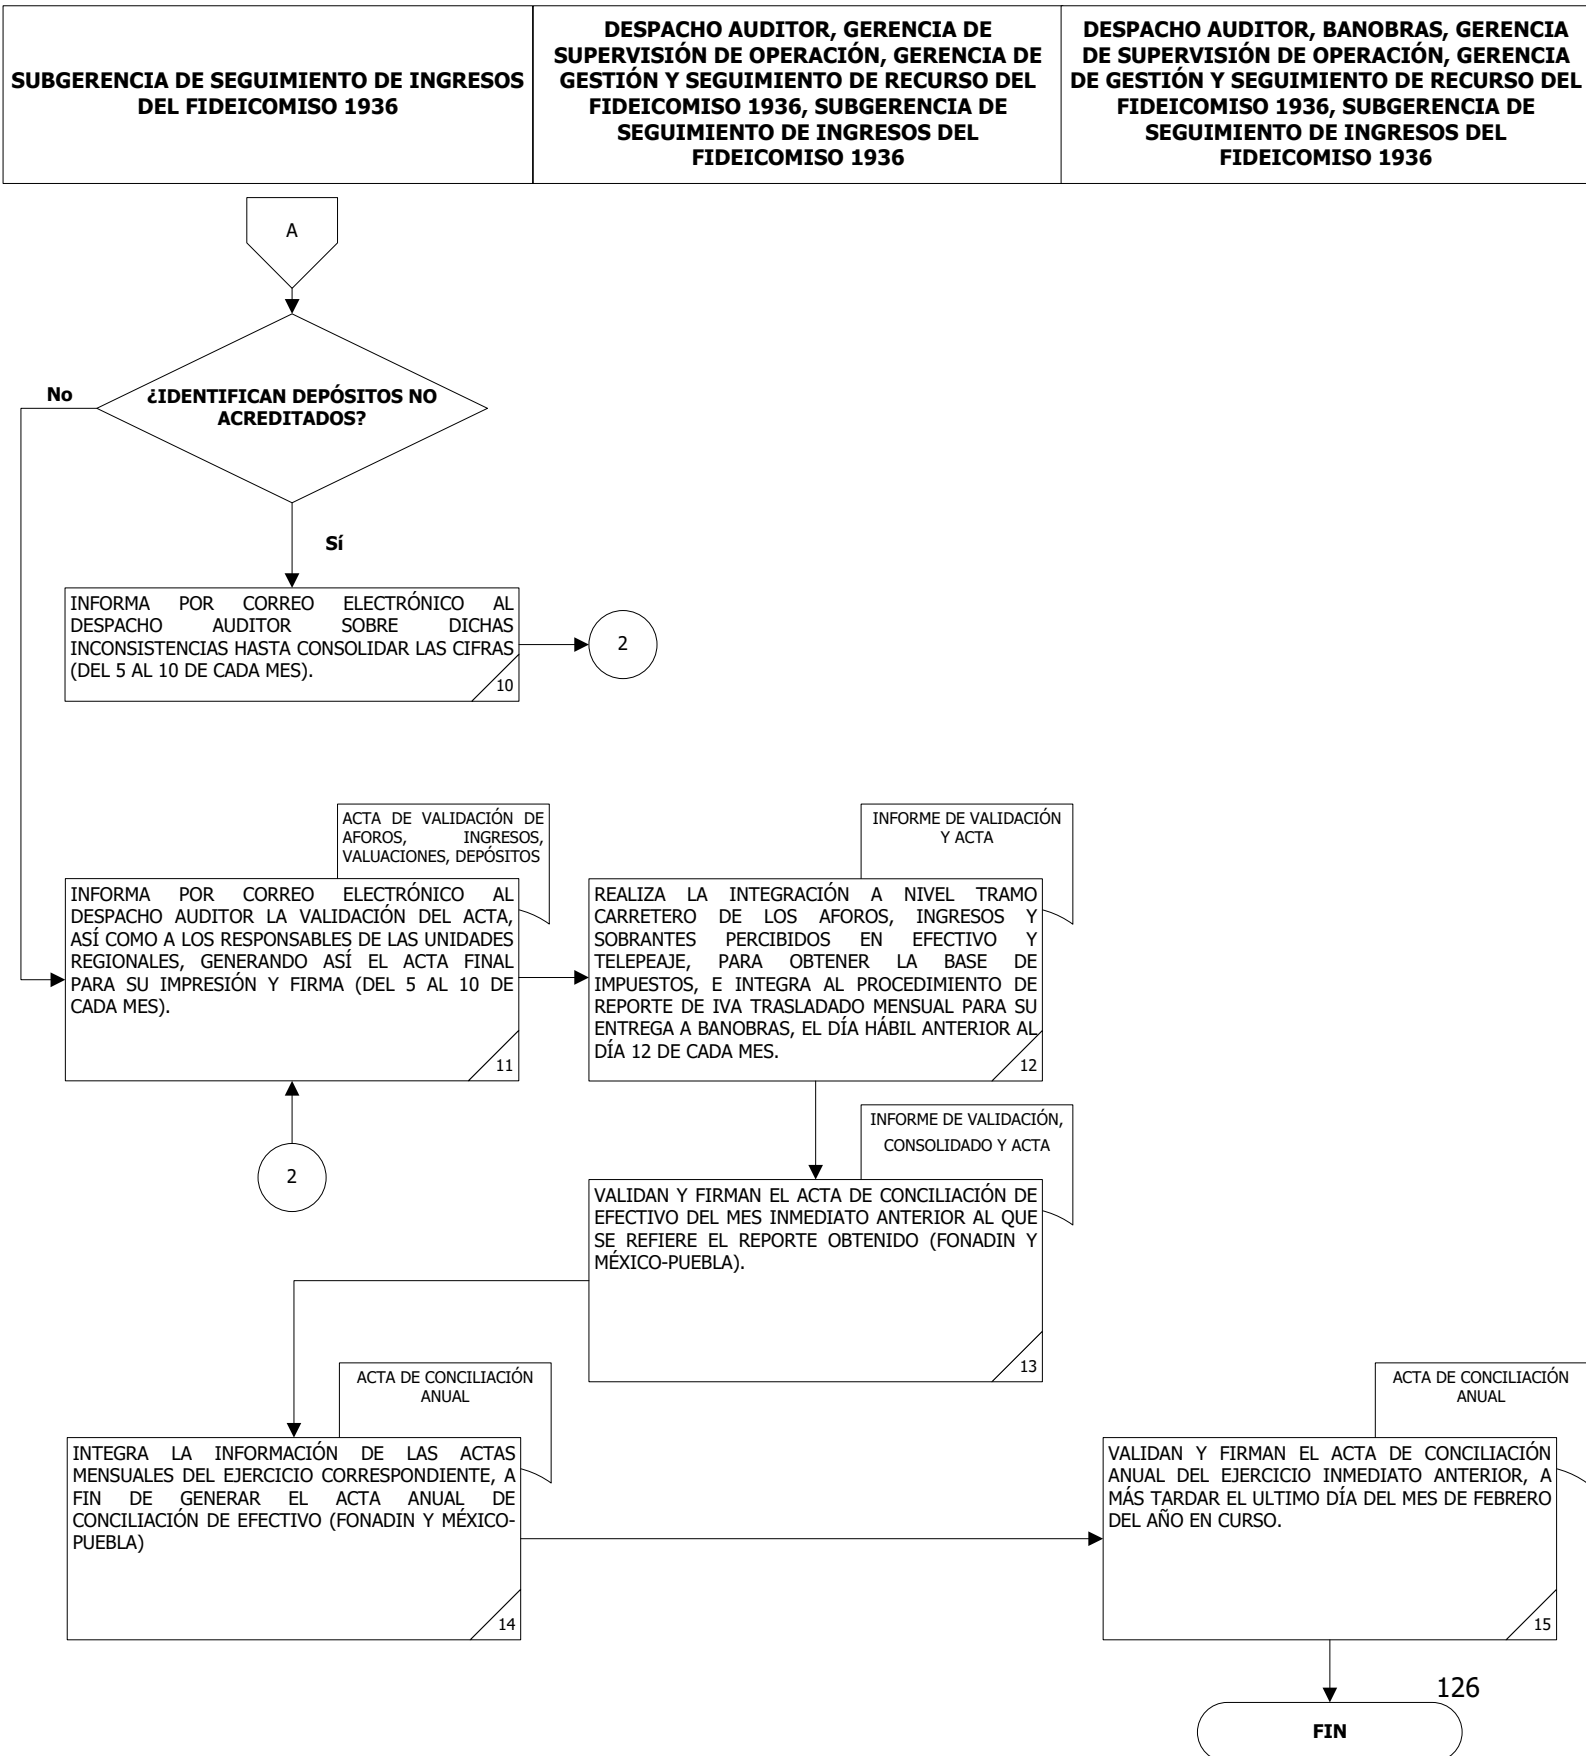 SUBGERENCIA DE SEGUIMIENTO DE INGRESOS
DEL FIDEICOMISO 1936
DESPACHO AUDITOR, GERENCIA DE
SUPERVISIÓN DE OPERACIÓN, GERENCIA DE
GESTIÓN Y SEGUIMIENTO DE RECURSO DEL
FIDEICOMISO 1936, SUBGERENCIA DE
SEGUIMIENTO DE INGRESOS DEL
FIDEICOMISO 1936
DESPACHO AUDITOR, BANOBRAS, GERENCIA
DE SUPERVISIÓN DE OPERACIÓN, GERENCIA
DE GESTIÓN Y SEGUIMIENTO DE RECURSO DEL
FIDEICOMISO 1936, SUBGERENCIA DE
SEGUIMIENTO DE INGRESOS DEL
FIDEICOMISO 1936
A
¿IDENTIFICAN DEPÓSITOS NO
ACREDITADOS?
No
Sí
INFORMA POR CORREO ELECTRÓNICO AL
DESPACHO AUDITOR SOBRE DICHAS
INCONSISTENCIAS HASTA CONSOLIDAR LAS CIFRAS
(DEL 5 AL 10 DE CADA MES).
10
2
ACTA DE VALIDACIÓN DE
AFOROS, INGRESOS,
VALUACIONES, DEPÓSITOS
INFORMA POR CORREO ELECTRÓNICO AL
DESPACHO AUDITOR LA VALIDACIÓN DEL ACTA,
ASÍ COMO A LOS RESPONSABLES DE LAS UNIDADES
REGIONALES, GENERANDO ASÍ EL ACTA FINAL
PARA SU IMPRESIÓN Y FIRMA (DEL 5 AL 10 DE
CADA MES).
11
2
INFORME DE VALIDACIÓN
Y ACTA
REALIZA LA INTEGRACIÓN A NIVEL TRAMO
CARRETERO DE LOS AFOROS, INGRESOS Y
SOBRANTES PERCIBIDOS EN EFECTIVO Y
TELEPEAJE, PARA OBTENER LA BASE DE
IMPUESTOS, E INTEGRA AL PROCEDIMIENTO DE
REPORTE DE IVA TRASLADADO MENSUAL PARA SU
ENTREGA A BANOBRAS, EL DÍA HÁBIL ANTERIOR AL
DÍA 12 DE CADA MES.
12
INFORME DE VALIDACIÓN,
CONSOLIDADO Y ACTA
VALIDAN Y FIRMAN EL ACTA DE CONCILIACIÓN DE
EFECTIVO DEL MES INMEDIATO ANTERIOR AL QUE
SE REFIERE EL REPORTE OBTENIDO (FONADIN Y
MÉXICO-PUEBLA).
13
ACTA DE CONCILIACIÓN
ANUAL
INTEGRA LA INFORMACIÓN DE LAS ACTAS
MENSUALES DEL EJERCICIO CORRESPONDIENTE, A
FIN DE GENERAR EL ACTA ANUAL DE
CONCILIACIÓN DE EFECTIVO (FONADIN Y MÉXICO-
PUEBLA)
14
ACTA DE CONCILIACIÓN
ANUAL
VALIDAN Y FIRMAN EL ACTA DE CONCILIACIÓN
ANUAL DEL EJERCICIO INMEDIATO ANTERIOR, A
MÁS TARDAR EL ULTIMO DÍA DEL MES DE FEBRERO
DEL AÑO EN CURSO.
15
126
FIN